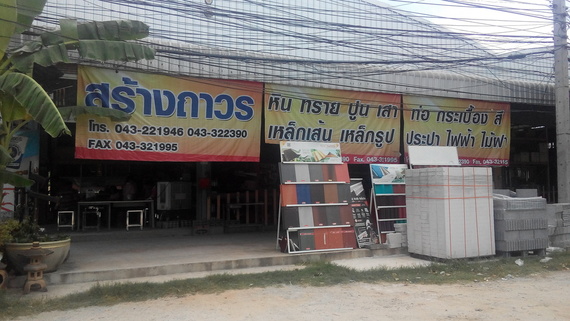 สร้างถาวร
โทร. 043-221946 043-322390
FAX 043-321995
หิน ทราย ปูน เสา
เหล็กเส้น เหล็กรูป
ท่อ กระเบื้อง สี
ประปา ไฟฟ้า ไม้ฝา